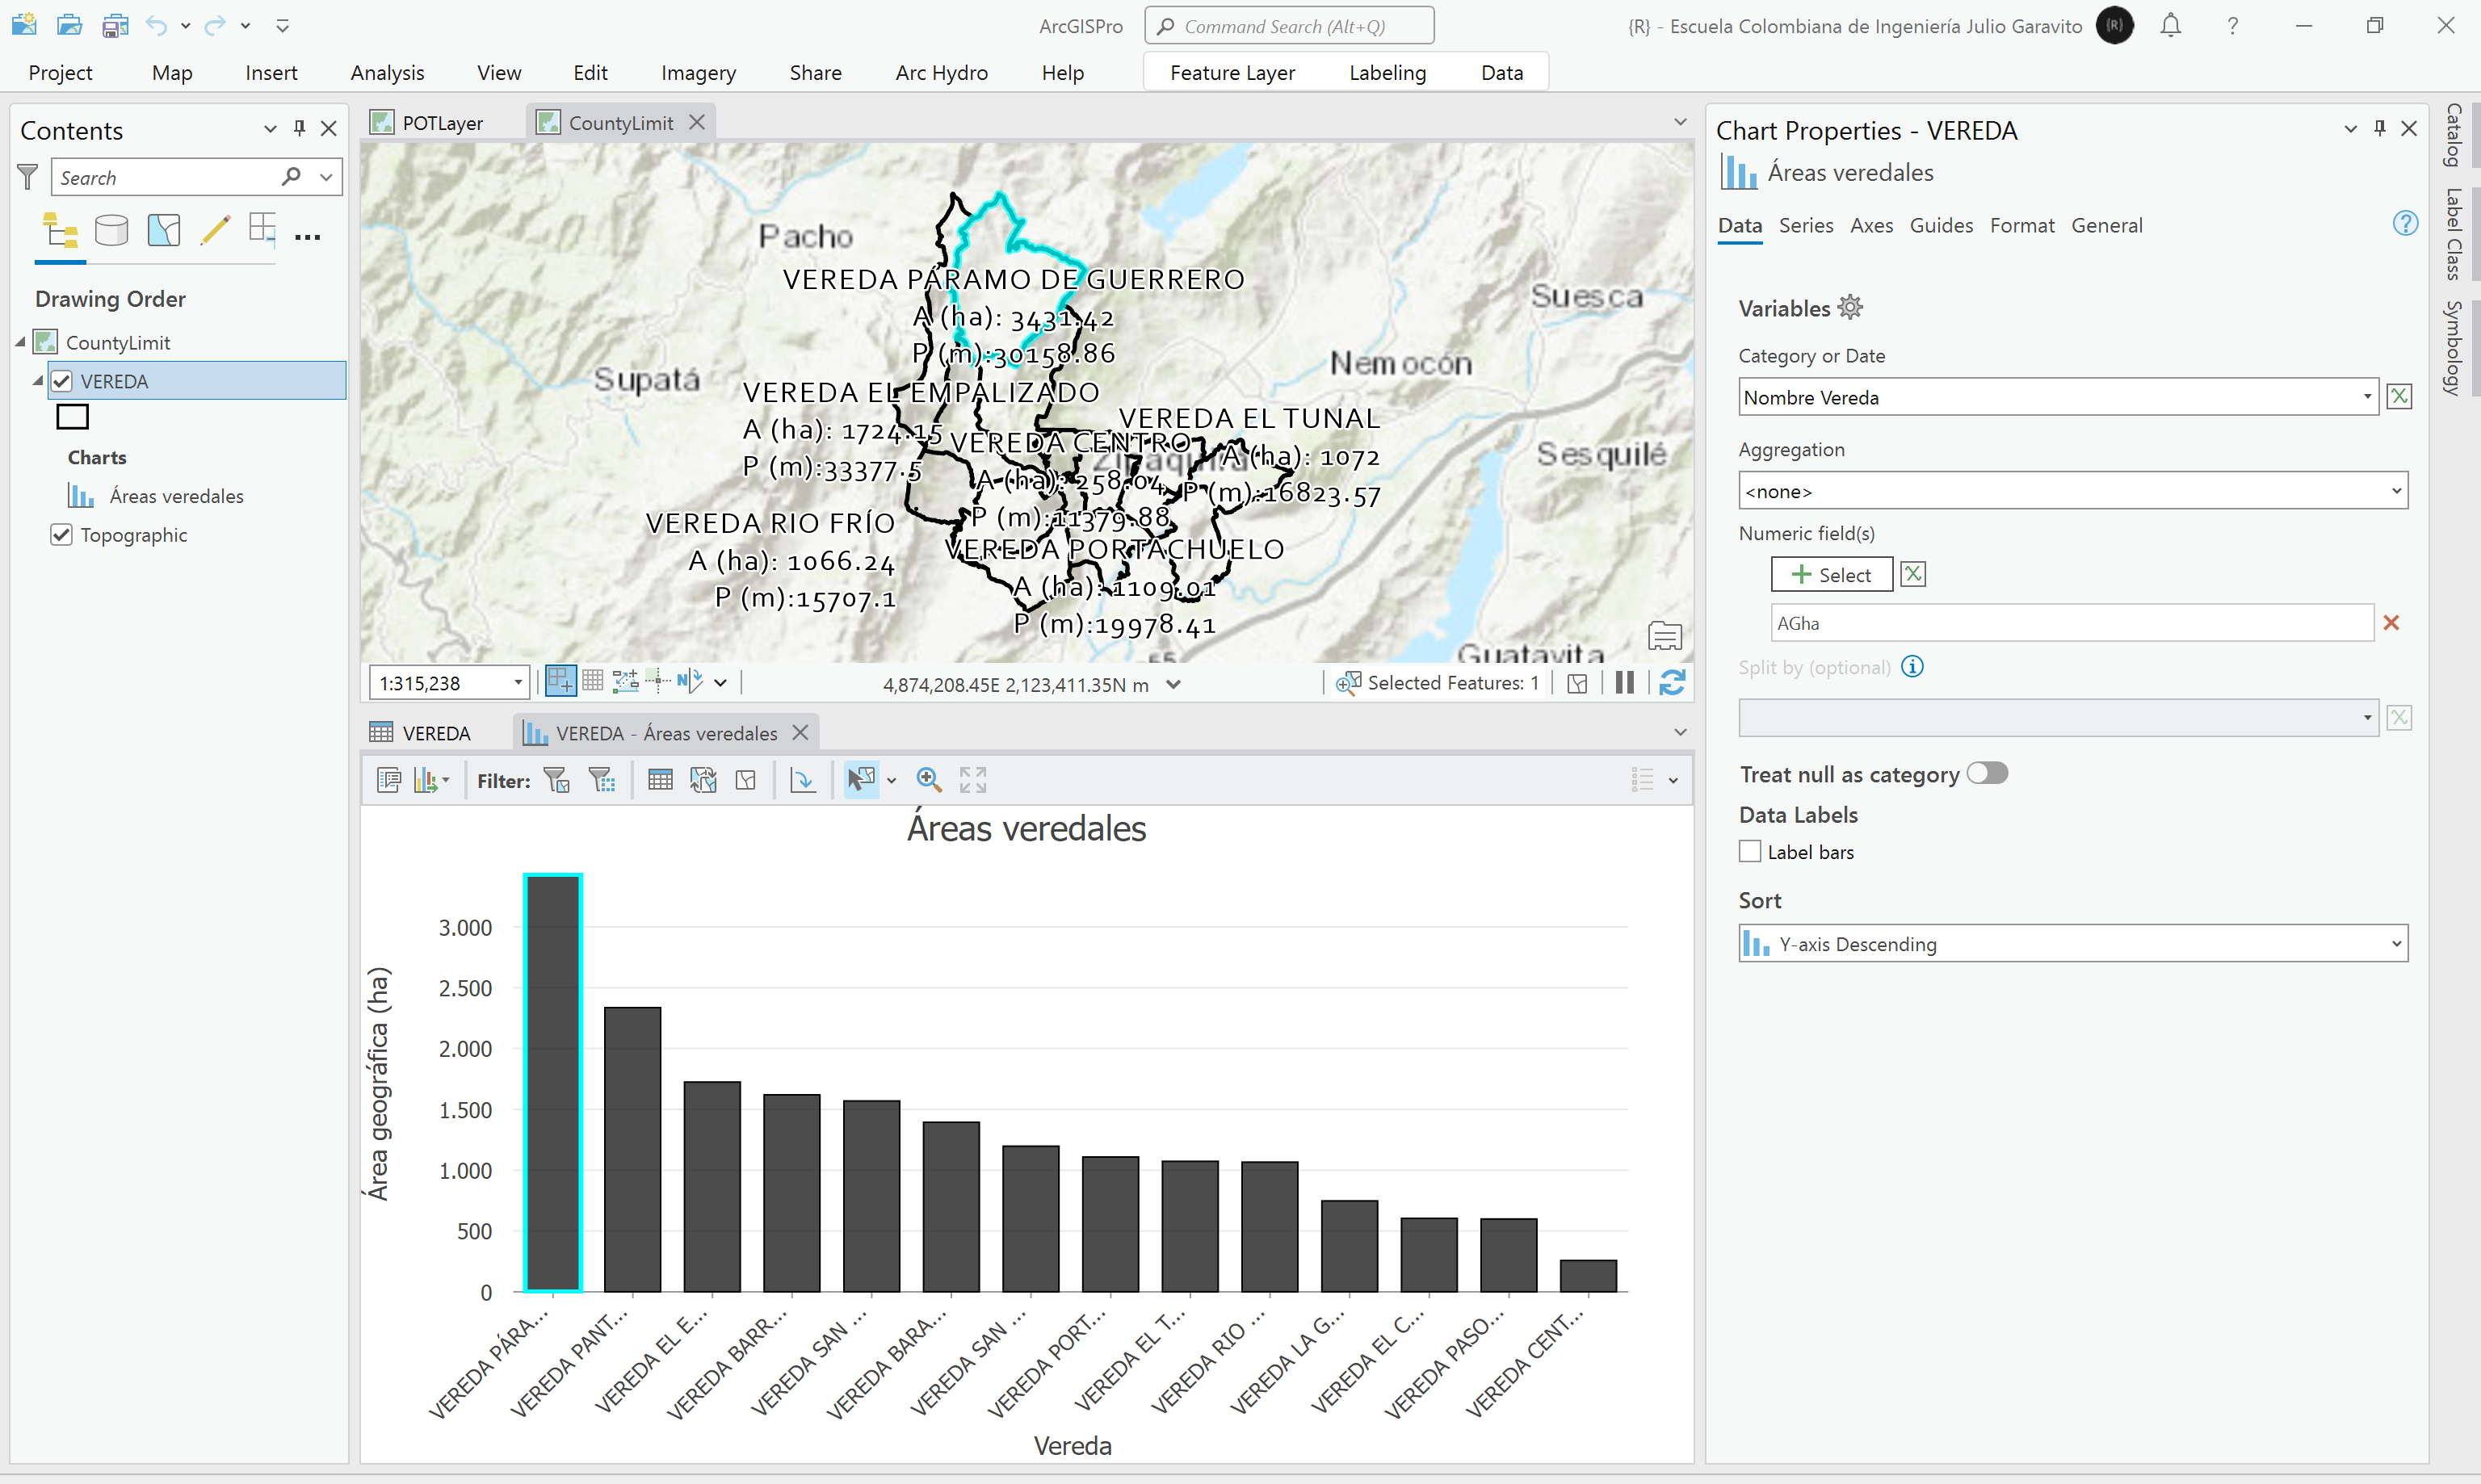 ArcGISPro
Command Search (Alt+Q)
{R} - Escuela Colombiana de Ingeniería Julio Garavito
{R}
?
Project
Map
Insert
Analysis
View
Edit
Imagery
Share
Arc Hydro
Help
Feature Layer
Labeling
Data
Contents
Search
Drawing Order
CountyLimit
VEREDA
Charts
Áreas veredales
Topographic
POTLayer
CountyLimit
Pacho
VEREDA PÁRAMO DE GUERRERO
A (ha): 3431.42
P (m):30158.86
Suesca
Supatá
Nemocón
VEREDA EL EMPALIZADO
A (ha): 1724.15
P (m):33377.5
VEREDA EL TUNAL
A (ha): 1072
P (m):16823.57
VEREDA CENTRO
A (ha): 258.04
P (m):11379.88
Zipaquirá
Sesquilé
VEREDA RIO FRÍO
A (ha): 1066.24
P (m):15707.1
VEREDA PORTACHUELO
A (ha): 1109.01
P (m):19978.41
55
Guatavita
1:315,238
4,874,208.45E 2,123,411.35N m
Selected Features: 1
VEREDA
VEREDA - Áreas veredales
Filter:
Áreas veredales
Área geográfica (ha)
3.000
2.500
2.000
1.500
1.000
500
0
VEREDA PÁRA...
VEREDA PANT...
VEREDA EL E...
VEREDA BARR...
VEREDA SAN ...
VEREDA BARA...
VEREDA SAN ...
VEREDA PORT...
VEREDA EL T...
VEREDA RIO ...
VEREDA LA G...
VEREDA EL C...
VEREDA PASO...
VEREDA CENT...
Vereda
Chart Properties - VEREDA
Áreas veredales
Data
Series
Axes
Guides
Format
General
?
Variables
Category or Date
Nombre Vereda
Aggregation
<none>
Numeric field(s)
Select
AGha
Split by (optional)
Treat null as category
Data Labels
Label bars
Sort
Y-axis Descending
Catalog
Label Class
Symbology